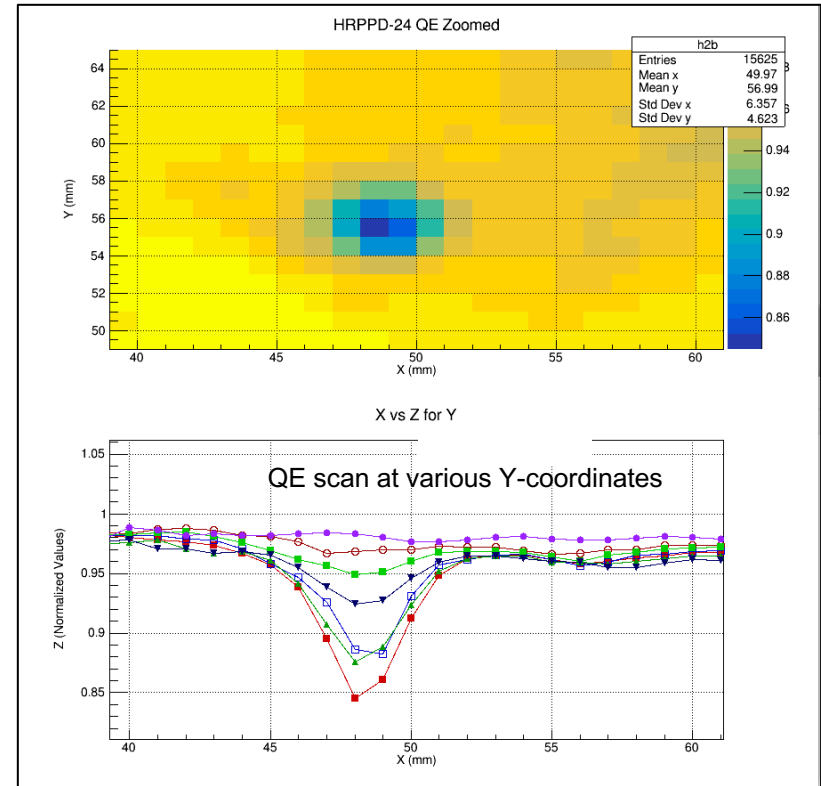 HRPPD-24 QE Zoomed
h2b
Entries 15625
Mean x 49.97
Mean y 56.99
Std Dev x 6.357
Std Dev y 4.623
64
62
60
58
56
54
52
50
Y (mm)
40 45 50 55 60
X (mm)
0.94
0.92
0.9
0.88
0.86
X vs Z for Y
QE scan at various Y-coordinates
1.05
1
0.95
0.9
0.85
Z (Normalized Values)
40 45 50 55 60
X (mm)